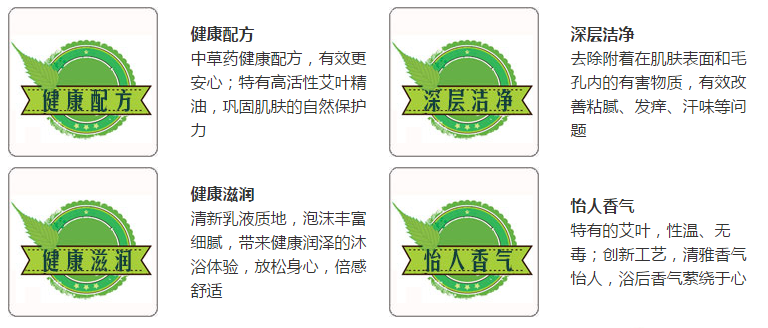 健康配方
健康配方
中草药健康配方，有效更
安心；特有高活性艾叶精
油，巩固肌肤的自然保护
力
深层洁净
深层洁净
去除附着在肌肤表面和毛
孔内的有害物质，有效改
善粘腻、发痒、汗味等问
题
健康滋润
健康滋润
清新乳液质地，泡沫丰富
细腻，带来健康润泽的沐
浴体验，放松身心，倍感
舒适
怡人香气
怡人香气
特有的艾叶，性温、无
毒；创新工艺，清雅香气
怡人，浴后香气萦绕于心